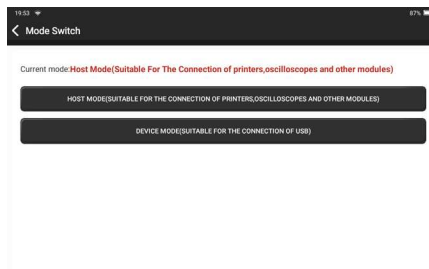 19:53
87%
Mode Switch
Current mode:Host Mode(Suitable For The Connection of printers,oscilloscopes and other modules)
HOST MODE(SUITABLE FOR THE CONNECTION OF PRINTERS,OSCILLOSCOPES AND OTHER MODULES)
DEVICE MODE(SUITABLE FOR THE CONNECTION OF USB)